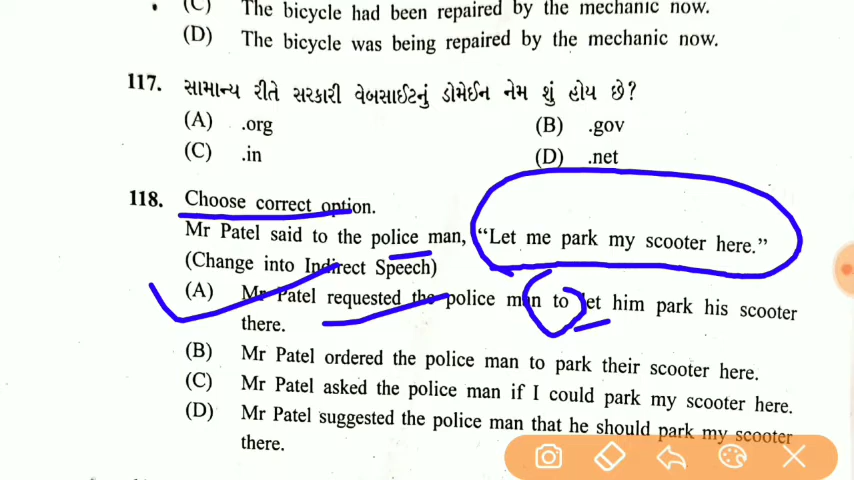 (C) The bicycle had been repaired by the mechanic now.
(D) The bicycle was being repaired by the mechanic now.
117. સામાન્ય રીતે સરકારી વેબસાઈટનું ડોમેઈન નેમ શું હોય છે?
(A) .org (B) .gov
(C) .in (D) .net
118. Choose correct option.
Mr Patel said to the police man, “Let me park my scooter here.”
(Change into Indirect Speech)
(A) Mr Patel requested the police man to let him park his scooter
there.
(B) Mr Patel ordered the police man to park their scooter here.
(C) Mr Patel asked the police man if I could park my scooter here.
(D) Mr Patel suggested the police man that he should park my scooter
there.